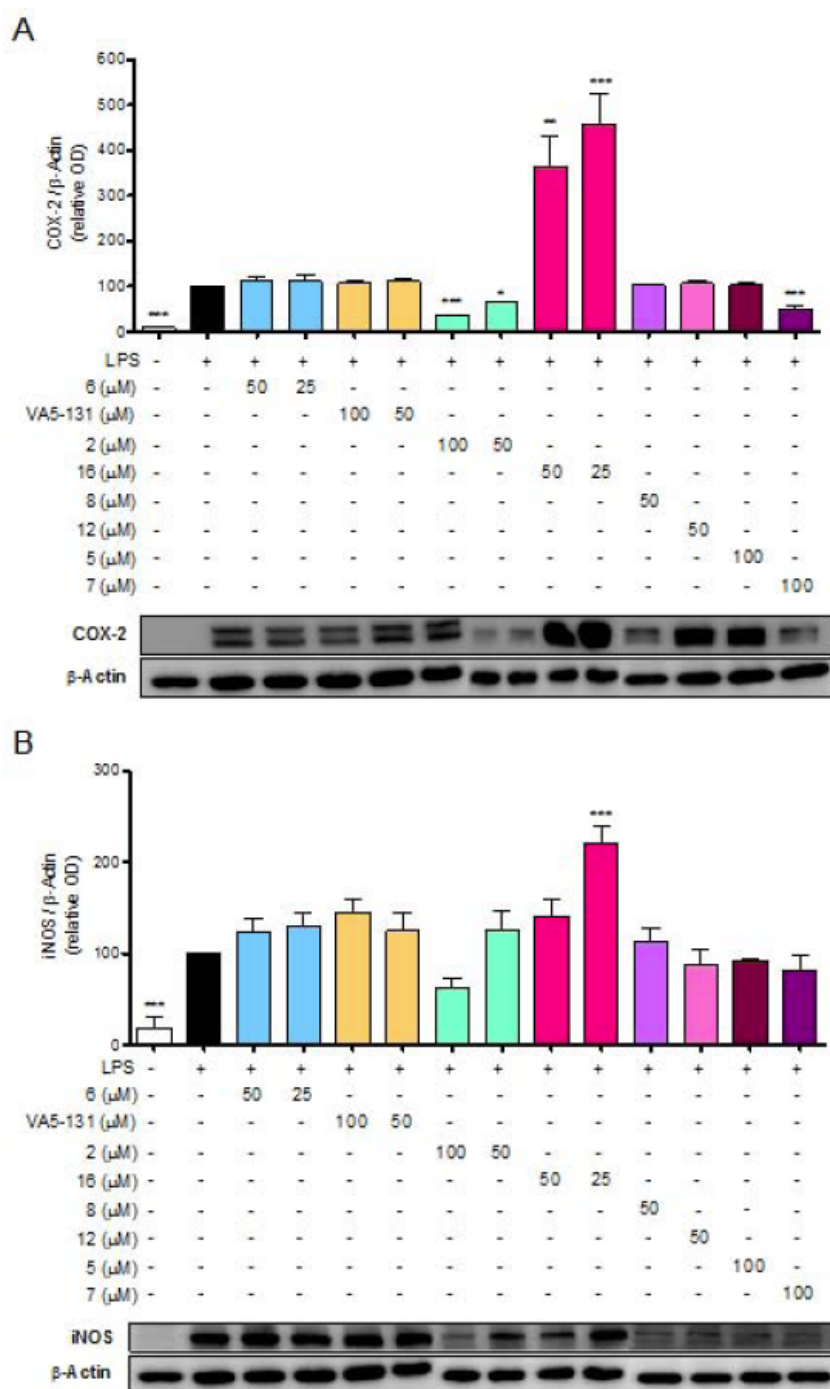 A
COX-2 / β-Actin
(relative OD)
600
500
400
300
200
100
0
*** *** * ** *** ***
LPS - + + + + + + + + + + + + +
6 (μM) - - 50 25 - - - - - - - - - -
VA5-131 (μM) - - - - 100 50 - - - - - - - -
2 (μM) - - - - - - 100 50 - - - - - -
16 (μM) - - - - - - - - 50 25 - - - -
8 (μM) - - - - - - - - - - 50 - - -
12 (μM) - - - - - - - - - - - 50 - -
5 (μM) - - - - - - - - - - - - 100 -
7 (μM) - - - - - - - - - - - - - 100
COX-2
β-Actin
B
iNOS / β-Actin
(relative OD)
300
200
100
0
*** ***
LPS - + + + + + + + + + + + + +
6 (μM) - - 50 25 - - - - - - - - - -
VA5-131 (μM) - - - - 100 50 - - - - - - - -
2 (μM) - - - - - - 100 50 - - - - - -
16 (μM) - - - - - - - - 50 25 - - - -
8 (μM) - - - - - - - - - - 50 - - -
12 (μM) - - - - - - - - - - - 50 - -
5 (μM) - - - - - - - - - - - - 100 -
7 (μM) - - - - - - - - - - - - - 100
iNOS
β-Actin